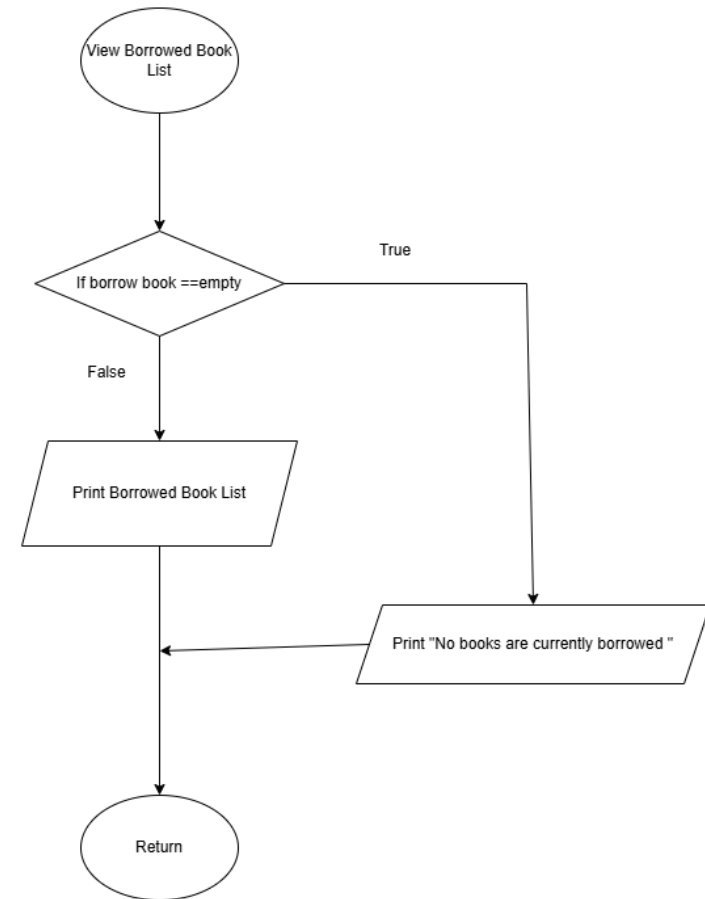 View Borrowed Book
List
If borrow book ==empty
True
False
Print Borrowed Book List
Print "No books are currently borrowed "
Return